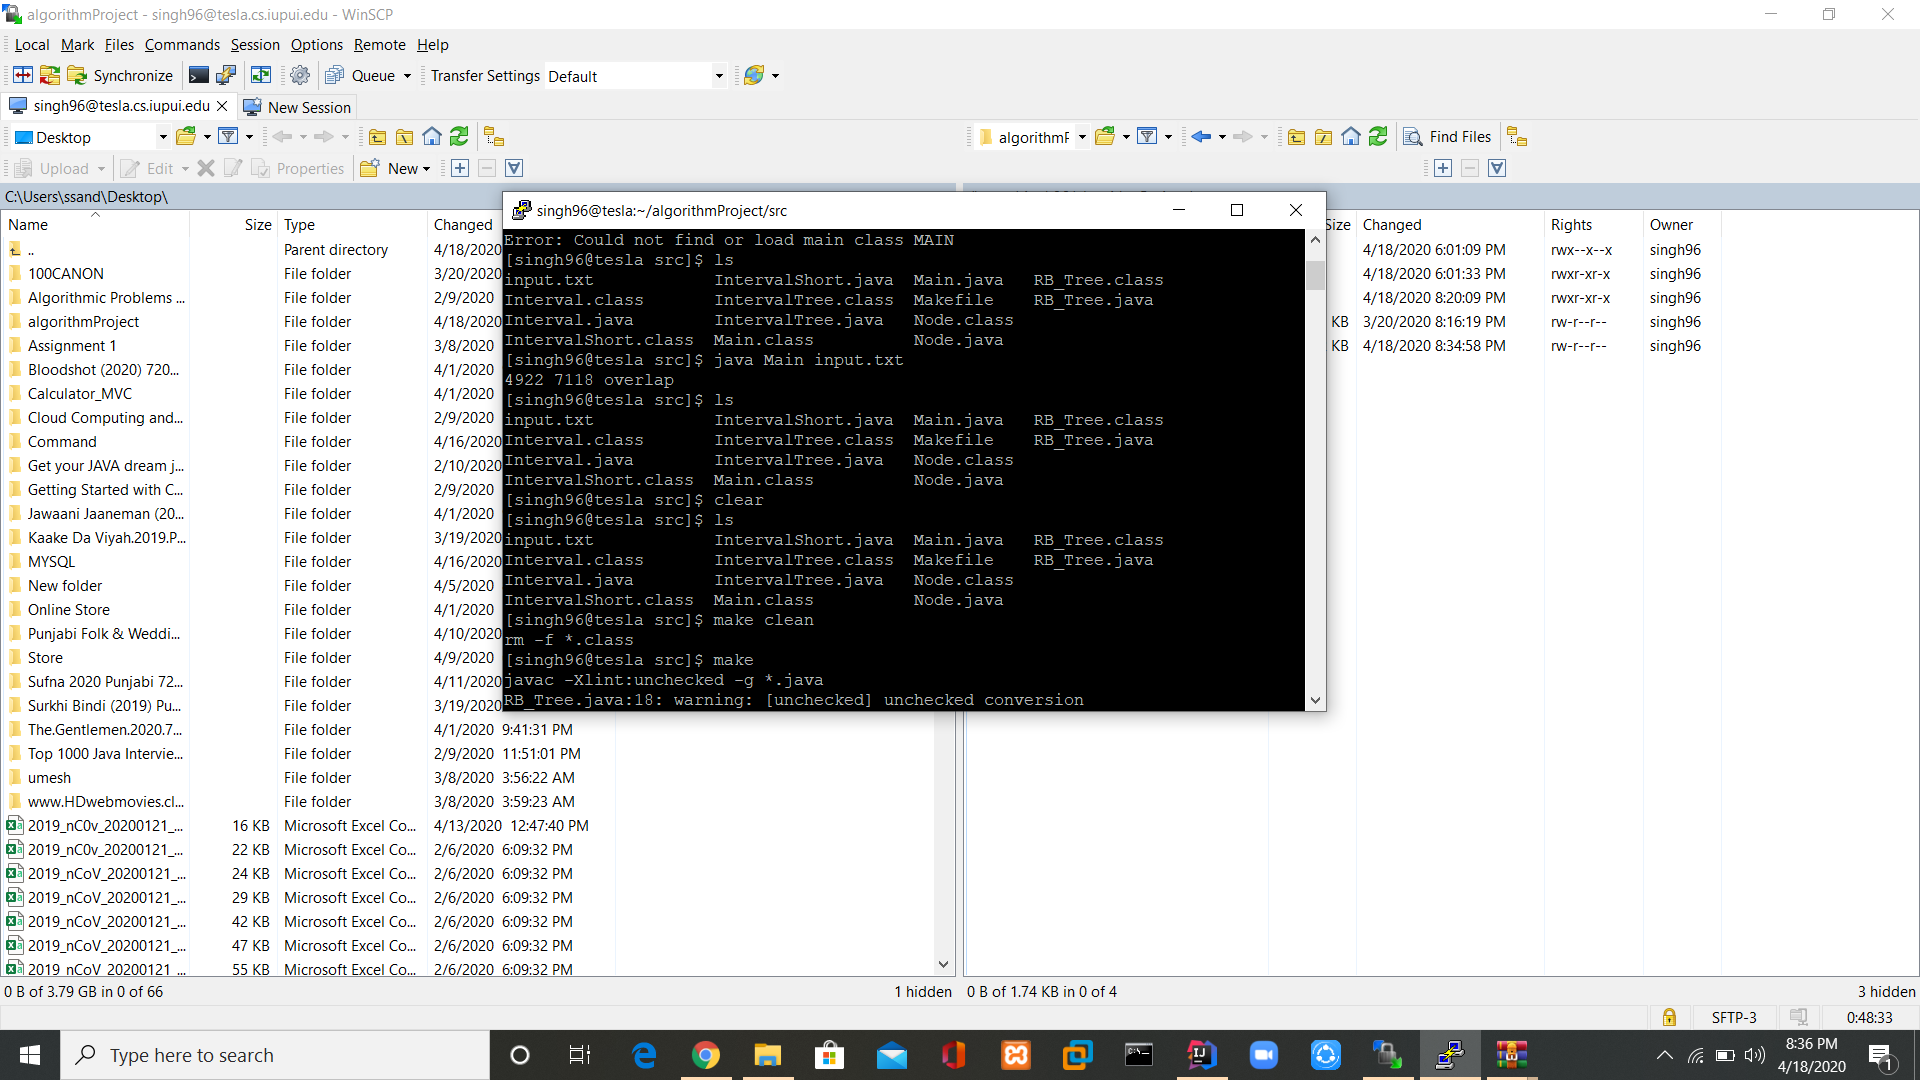 algorithmProject - singh96@tesla.cs.iupui.edu - WinSCP
Local Mark Files Commands Session Options Remote Help
Synchronize Queue Transfer Settings Default
singh96@tesla.cs.iupui.edu New Session
Desktop algorithmF Find Files
Upload Edit Properties New
C:\Users\ssand\Desktop\
Name Size Type Changed
.. Parent directory 4/18/2020
100CANON File folder 3/20/2020
Algorithmic Problems ... File folder 2/9/2020
algorithmProject File folder 4/18/2020
Assignment 1 File folder 3/8/2020
Bloodshot (2020) 720... File folder 4/1/2020
Calculator_MVC File folder 4/1/2020
Cloud Computing and... File folder 2/9/2020
Command File folder 4/16/2020
Get your JAVA dream j... File folder 2/10/2020
Getting Started with C... File folder 2/9/2020
Jawaani Jaaneman (20... File folder 4/1/2020
Kaake Da Viyah.2019.P... File folder 3/19/2020
MYSQL File folder 4/16/2020
New folder File folder 4/5/2020
Online Store File folder 4/1/2020
Punjabi Folk & Weddi... File folder 4/10/2020
Store File folder 4/9/2020
Sufna 2020 Punjabi 72... File folder 4/11/2020
Surkhi Bindi (2019) Pu... File folder 3/19/2020
The.Gentlemen.2020.7... File folder 4/1/2020 9:41:31 PM
Top 1000 Java Intervie... File folder 2/9/2020 11:51:01 PM
umesh File folder 3/8/2020 3:56:22 AM
www.HDwebmovies.cl... File folder 3/8/2020 3:59:23 AM
2019_nC0v_20200121_... 16 KB Microsoft Excel Co... 4/13/2020 12:47:40 PM
2019_nC0v_20200121_... 22 KB Microsoft Excel Co... 2/6/2020 6:09:32 PM
2019_nCoV_20200121_... 24 KB Microsoft Excel Co... 2/6/2020 6:09:32 PM
2019_nCoV_20200121_... 29 KB Microsoft Excel Co... 2/6/2020 6:09:32 PM
2019_nCoV_20200121_... 42 KB Microsoft Excel Co... 2/6/2020 6:09:32 PM
2019_nCoV_20200121_... 47 KB Microsoft Excel Co... 2/6/2020 6:09:32 PM
2019_nCoV_20200121_... 55 KB Microsoft Excel Co... 2/6/2020 6:09:32 PM
0 B of 3.79 GB in 0 of 66 1 hidden
singh96@tesla:~/algorithmProject/src
Error: Could not find or load main class MAIN
[singh96@tesla src]$ ls
input.txt IntervalShort.java Main.java RB_Tree.class
Interval.class IntervalTree.class Makefile RB_Tree.java
Interval.java IntervalTree.java Node.class
IntervalShort.class Main.class Node.java
[singh96@tesla src]$ java Main input.txt
4922 7118 overlap
[singh96@tesla src]$ ls
input.txt IntervalShort.java Main.java RB_Tree.class
Interval.class IntervalTree.class Makefile RB_Tree.java
Interval.java IntervalTree.java Node.class
IntervalShort.class Main.class Node.java
[singh96@tesla src]$ clear
[singh96@tesla src]$ ls
input.txt IntervalShort.java Main.java RB_Tree.class
Interval.class IntervalTree.class Makefile RB_Tree.java
Interval.java IntervalTree.java Node.class
IntervalShort.class Main.class Node.java
[singh96@tesla src]$ make clean
rm -f *.class
[singh96@tesla src]$ make
javac -Xlint:unchecked -g *.java
RB_Tree.java:18: warning: [unchecked] unchecked conversion
Size Changed Rights Owner
4/18/2020 6:01:09 PM rwx--x--x singh96
4/18/2020 6:01:33 PM rwxr-xr-x singh96
4/18/2020 8:20:09 PM rwxr-xr-x singh96
KB 3/20/2020 8:16:19 PM rw-r--r-- singh96
KB 4/18/2020 8:34:58 PM rw-r--r-- singh96
0 B of 1.74 KB in 0 of 4 3 hidden
SFTP-3 0:48:33
Type here to search
8:36 PM
4/18/2020
1